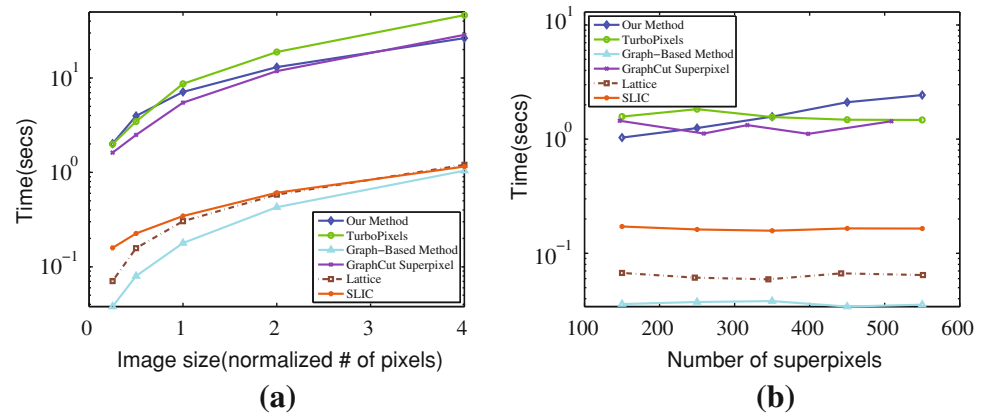 Time(secs)
10^1
10^0
10^-1
0
1
2
3
4
Image size(normalized # of pixels)
Our Method
TurboPixels
Graph-Based Method
GraphCut Superpixel
Lattice
SLIC
(a)
Time(secs)
10^1
10^0
10^-1
100
200
300
400
500
600
Number of superpixels
Our Method
TurboPixels
Graph-Based Method
GraphCut Superpixel
Lattice
SLIC
(b)